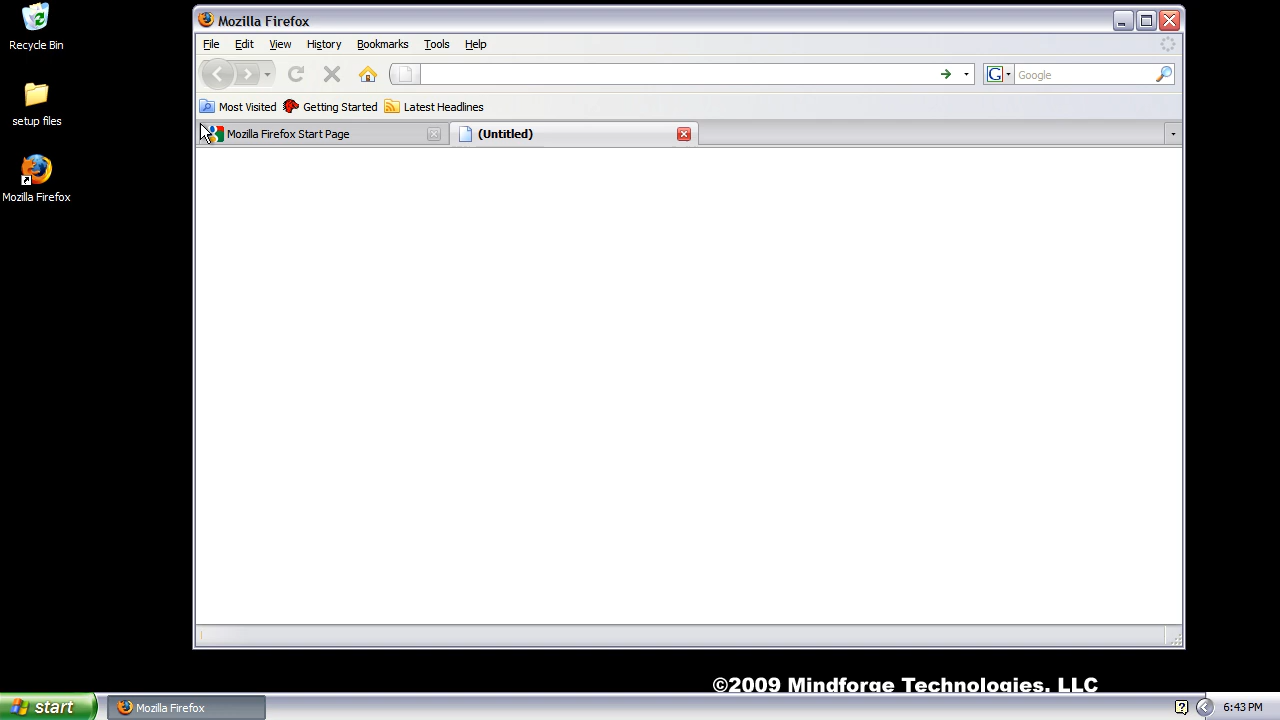 Recycle Bin
setup files
Mozilla Firefox
Mozilla Firefox
File Edit View History Bookmarks Tools Help
G Google
Most Visited Getting Started Latest Headlines
Mozilla Firefox Start Page (Untitled)
©2009 Mindforge Technologies, LLC
start Mozilla Firefox ? 6:43 PM